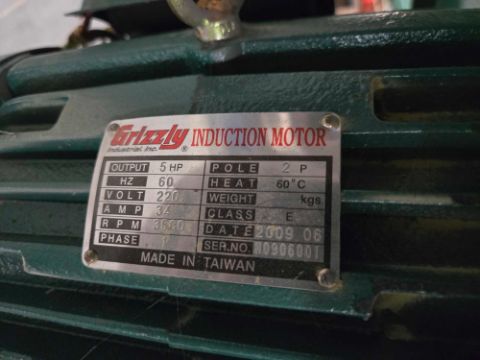 Grizzly ® INDUCTION MOTOR
Industrial, Inc.
OUTPUT 5 HP POLE 2 P
HZ 60 HEAT 60°C
VOLT 220 WEIGHT kgs
AMP 34 CLASS E
RPM DATE 2009 06
PHASE 1 SER.NO.
MADE IN TAIWAN